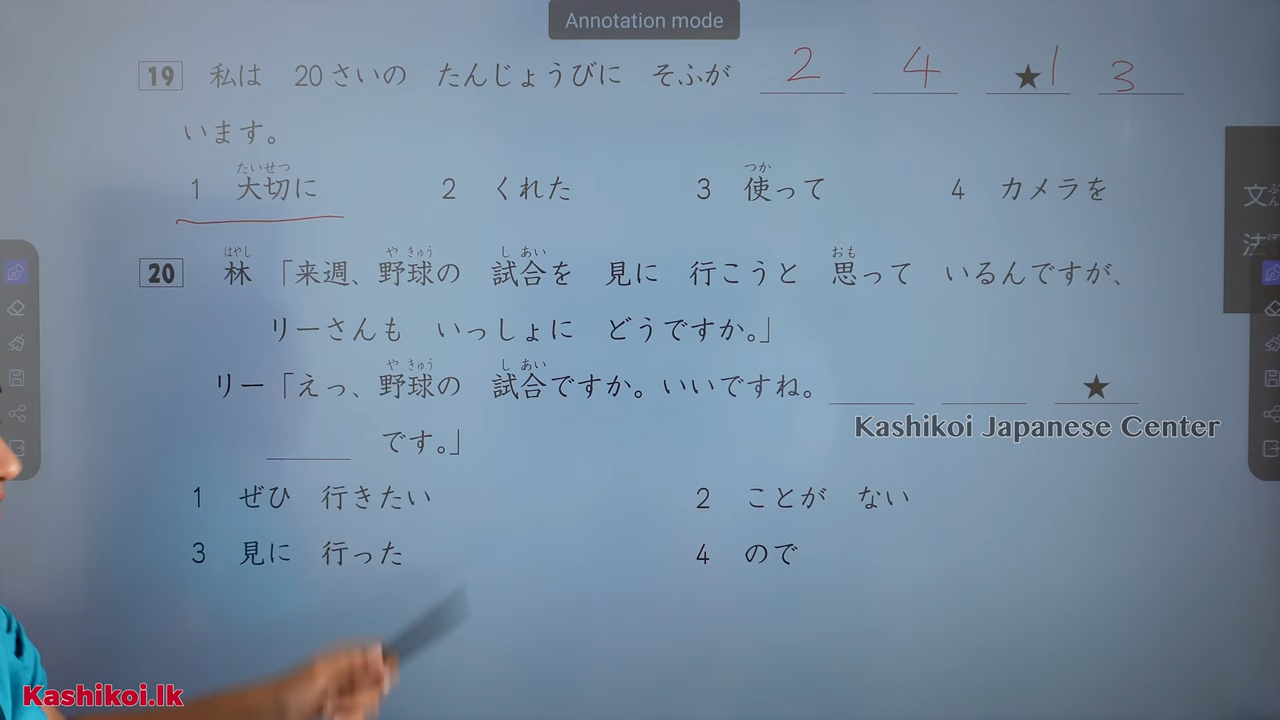 Annotation mode
19 私は 20さいの たんじょうびに そふが 2 4 ★1 3
います。
たいせつ つか
1 大切に 2 くれた 3 使って 4 カメラを
はやし や きゅう し あい おも
20 林 「来週、野球の 試合を 見に 行こうと 思って いるんですが、
リーさんも いっしょに どうですか。」
や きゅう し あい
リー「えっ、野球の 試合ですか。いいですね。 ★
Kashikoi Japanese Center
です。」
1 ぜひ 行きたい 2 ことが ない
3 見に 行った 4 ので
文
法
Kashikoi.lk